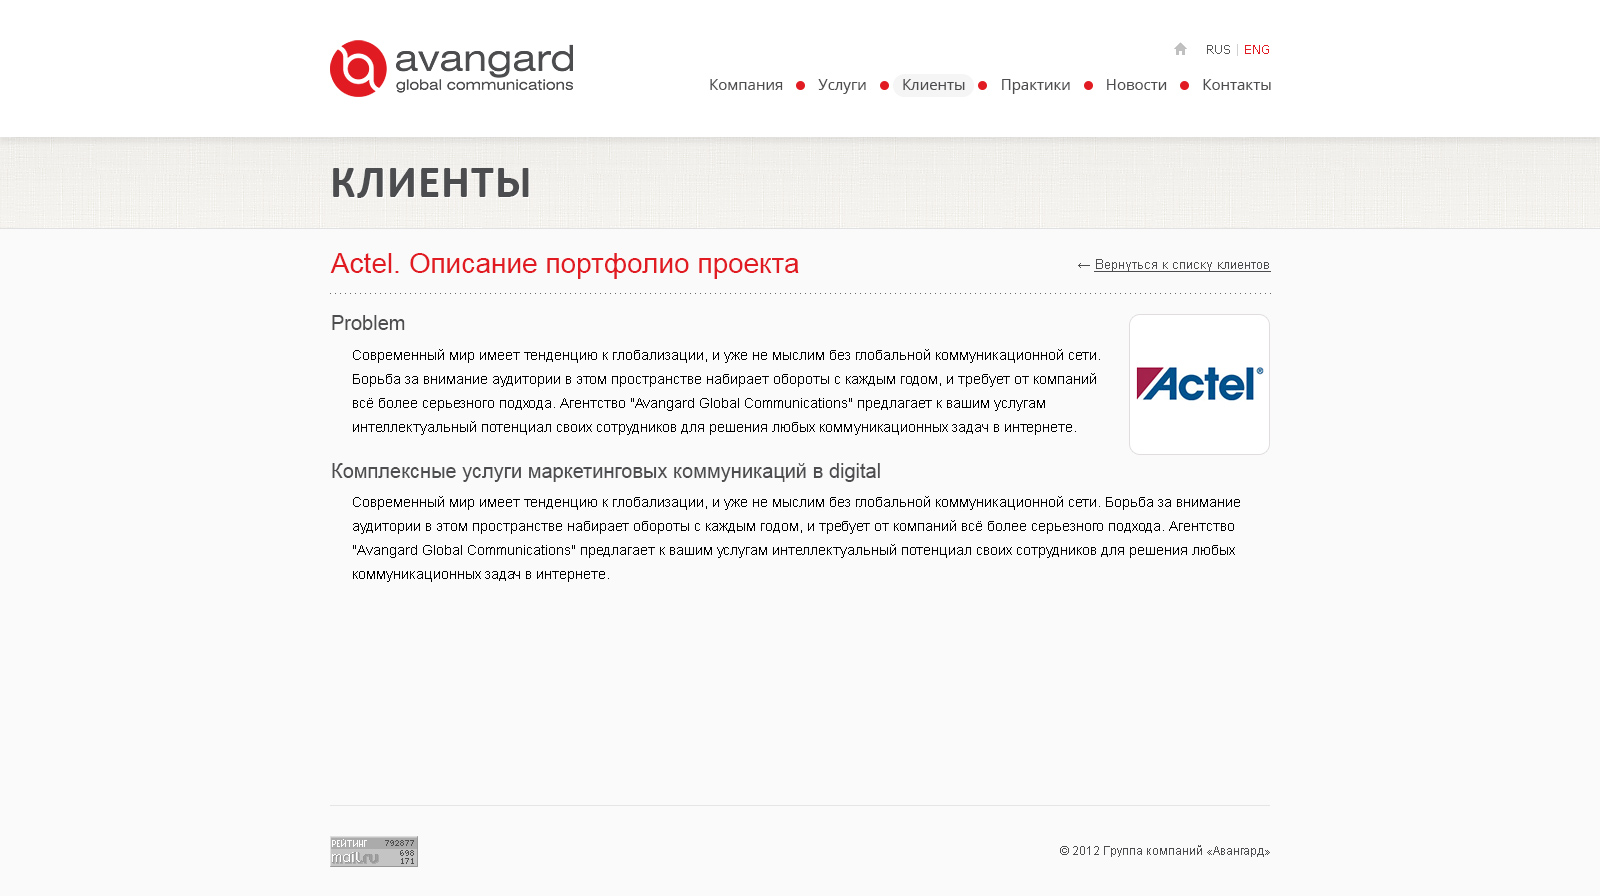 avangard
global communications
RUS | ENG
Компания • Услуги • Клиенты • Практики • Новости • Контакты
КЛИЕНТЫ
Actel. Описание портфолио проекта
← Вернуться к списку клиентов
Problem
Современный мир имеет тенденцию к глобализации, и уже не мыслим без глобальной коммуникационной сети.
Борьба за внимание аудитории в этом пространстве набирает обороты с каждым годом, и требует от компаний
всё более серьезного подхода. Агентство "Avangard Global Communications" предлагает к вашим услугам
интеллектуальный потенциал своих сотрудников для решения любых коммуникационных задач в интернете.
Actel®
Комплексные услуги маркетинговых коммуникаций в digital
Современный мир имеет тенденцию к глобализации, и уже не мыслим без глобальной коммуникационной сети. Борьба за внимание
аудитории в этом пространстве набирает обороты с каждым годом, и требует от компаний всё более серьезного подхода. Агентство
"Avangard Global Communications" предлагает к вашим услугам интеллектуальный потенциал своих сотрудников для решения любых
коммуникационных задач в интернете.
РЕЙТИНГ 792877
mail.ru 698
171
© 2012 Группа компаний «Авангард»